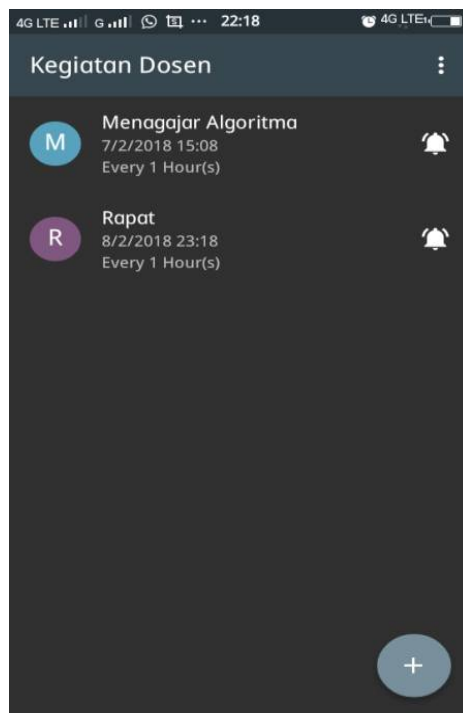 4G LTE G ... 22:18 4G LTE
Kegiatan Dosen
M
Menagajar Algoritma
7/2/2018 15:08
Every 1 Hour(s)
R
Rapat
8/2/2018 23:18
Every 1 Hour(s)
+